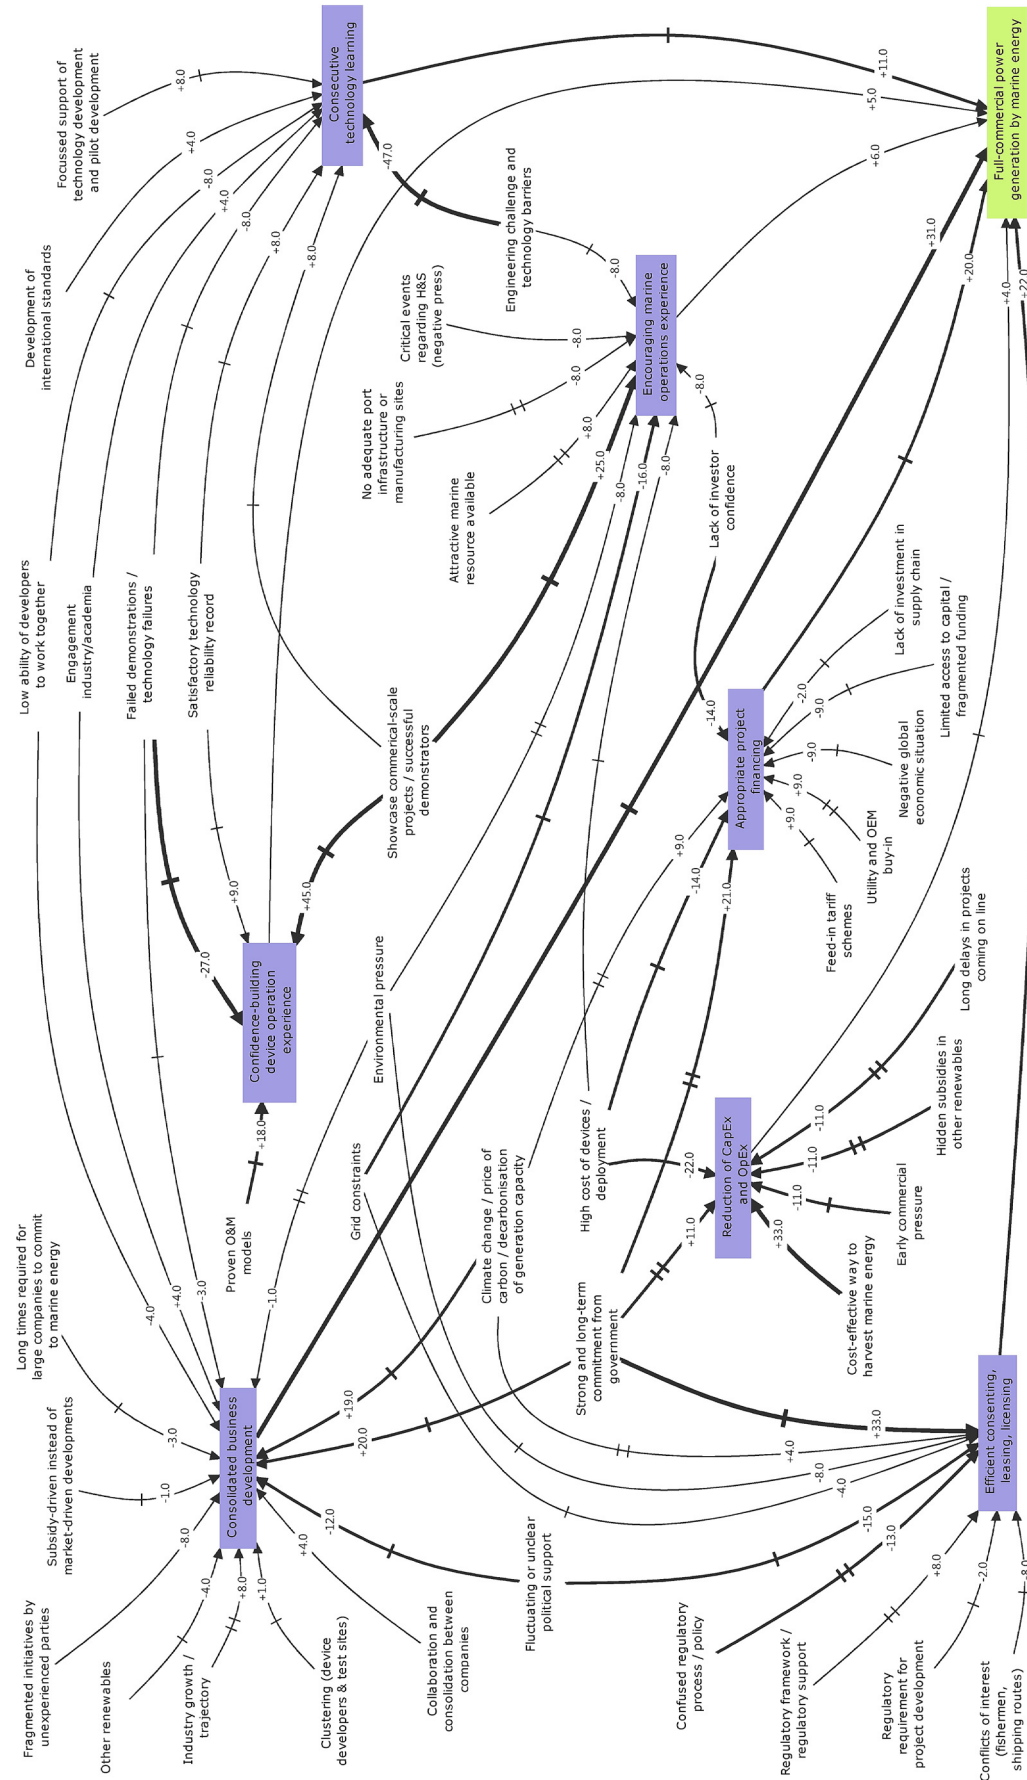 Fragmented initiatives by
unexperienced parties
Subsidy-driven instead of
market-driven developments
Long times required for
large companies to commit
to marine energy
Low ability of developers
to work together
Development of
international standards
Focussed support of
technology development
and pilot development
Other renewables
Industry growth /
trajectory
Engagement
industry/academia
Failed demonstrations /
technology failures
Satisfactory technology
reliability record
Consecutive
technology learning
Proven O&M
models
Confidence-building
device operation
experience
Consolidated business
development
Clustering (device
developers & test sites)
Collaboration and
consolidation between
companies
Grid constraints
Environmental pressure
Showcase commerical-scale
projects / successful
demonstrators
No adequate port
infrastructure or
manufacturing sites
Critical events
regarding H&S
(negative press)
Attractive marine
resource available
Engineering challenge and
technology barriers
Climate change / price of
carbon / decarbonisation
of generation capacity
Fluctuating or unclear
political support
Strong and long-term
commitment from
government
High cost of devices /
deployment
Encouraging marine
operations experience
Lack of investor
confidence
Confused regulatory
process / policy
Reduction of CapEx
and OpEx
Appropriate project
financing
Regulatory framework /
regulatory support
Regulatory
requirement for
project development
Cost-effective way to
harvest marine energy
Early commercial
pressure
Hidden subsidies in
other renewables
Long delays in projects
coming on line
Feed-in tariff
schemes
Utility and OEM
buy-in
Negative global
economic situation
Limited access to capital /
fragmented funding
Lack of investment in
supply chain
Conflicts of interest
(fishermen,
shipping routes)
Efficient consenting,
leasing, licensing
Full-commercial power
generation by marine energy
+8.0
+4.0
-8.0
+4.0
-8.0
+8.0
+8.0
-47.0
+11.0
+5.0
+6.0
+31.0
+20.0
+4.0
+22.0
-8.0
-8.0
-8.0
+8.0
+25.0
-8.0
-16.0
-8.0
-8.0
-14.0
-2.0
-9.0
-9.0
+9.0
+9.0
+9.0
-14.0
+21.0
+9.0
+45.0
-27.0
+18.0
-4.0
+4.0
-3.0
-1.0
-3.0
-1.0
-8.0
-4.0
+8.0
+1.0
+4.0
-12.0
+20.0
+19.0
-22.0
+11.0
+33.0
-11.0
-11.0
-11.0
+33.0
+4.0
-8.0
-4.0
-15.0
-13.0
+8.0
-2.0
-8.0